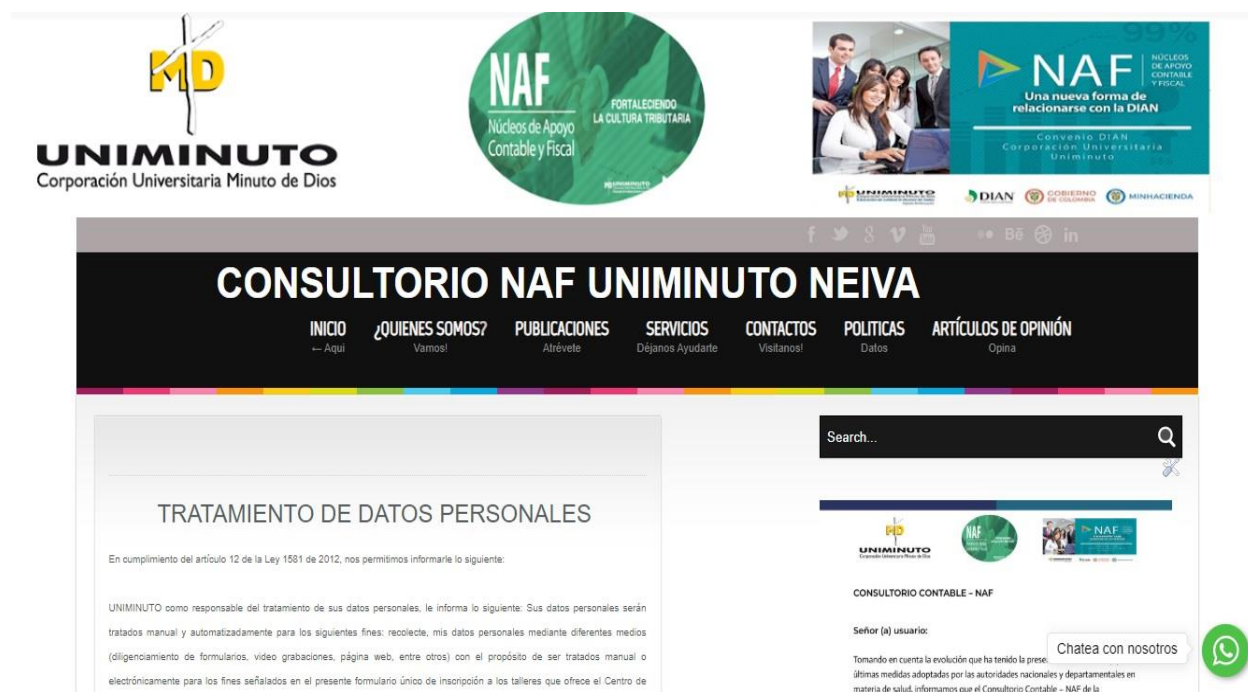 MD
UNIMINUTO
Corporación Universitaria Minuto de Dios
NAF
Núcleos de Apoyo
Contable y Fiscal
FORTALECIENDO
LA CULTURA TRIBUTARIA
99%
NAF
NÚCLEOS
DE APOYO
CONTABLE
Y FISCAL
Una nueva forma de
relacionarse con la DIAN
Convenio DIAN
Corporación Universitaria
Uniminuto
UNIMINUTO
DIAN
GOBIERNO
DE COLOMBIA
MINHACIENDA
CONSULTORIO NAF UNIMINUTO NEIVA
INICIO ¿QUIENES SOMOS? PUBLICACIONES SERVICIOS CONTACTOS POLITICAS ARTÍCULOS DE OPINIÓN
← Aqui Vamos! Atrévete Déjanos Ayudarte Visitanos! Datos Opina
Search...
TRATAMIENTO DE DATOS PERSONALES
En cumplimiento del artículo 12 de la Ley 1581 de 2012, nos permitimos informarle lo siguiente:
UNIMINUTO como responsable del tratamiento de sus datos personales, le informa lo siguiente: Sus datos personales serán
tratados manual y automatizadamente para los siguientes fines: recolecte, mis datos personales mediante diferentes medios
(diligenciamiento de formularios, video grabaciones, página web, entre otros) con el propósito de ser tratados manual o
electrónicamente para los fines señalados en el presente formulario único de inscripción a los talleres que ofrece el Centro de
UNIMINUTO
Corporación Universitaria Minuto de Dios
NAF
NAF
CONSULTORIO CONTABLE – NAF
Señor (a) usuario:
Tomando en cuenta la evolución que ha tenido la
últimas medidas adoptadas por las autoridades nacionales y departamentales en
materia de salud, informamos que el Consultorio Contable – NAF de la
Chatea con nosotros